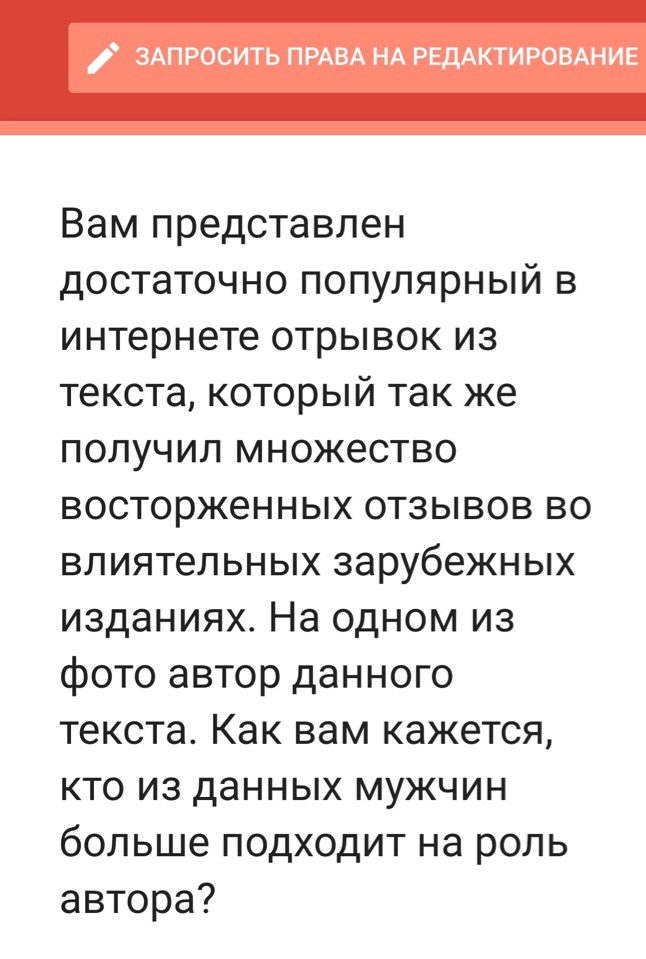 ЗАПРОСИТЬ ПРАВА НА РЕДАКТИРОВАНИЕ
Вам представлен
достаточно популярный в
интернете отрывок из
текста, который так же
получил множество
восторженных отзывов во
влиятельных зарубежных
изданиях. На одном из
фото автор данного
текста. Как вам кажется,
кто из данных мужчин
больше подходит на роль
автора?